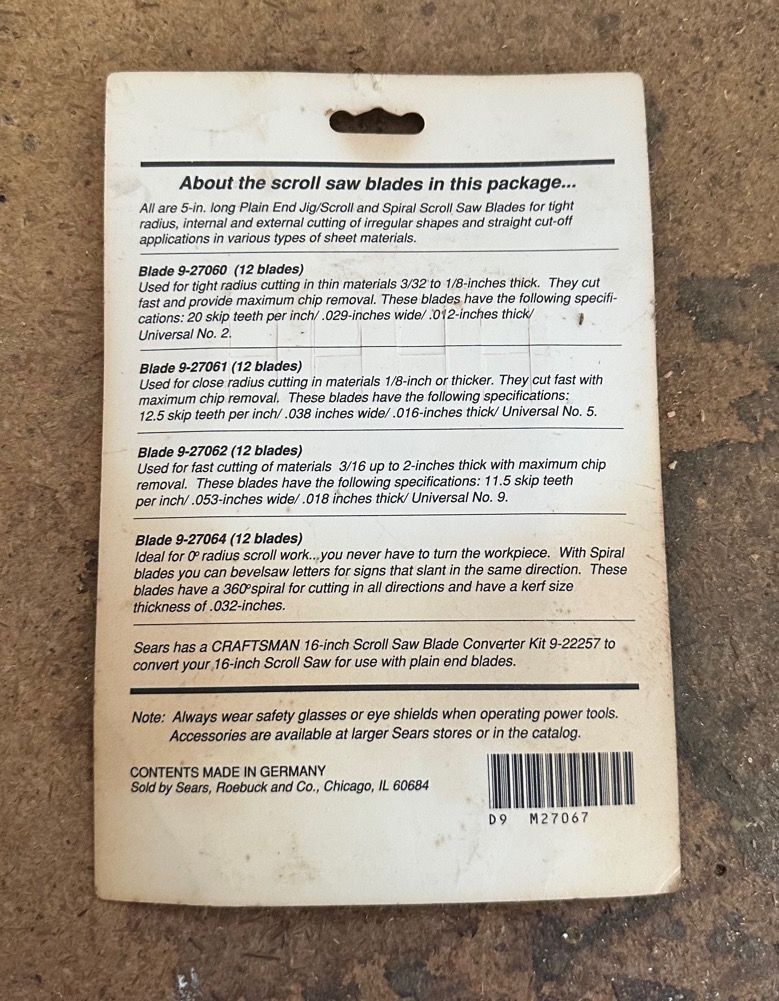 About the scroll saw blades in this package...
All are 5-in. long Plain End Jig/Scroll and Spiral Scroll Saw Blades for tight
radius, internal and external cutting of irregular shapes and straight cut-off
applications in various types of sheet materials.
Blade 9-27060 (12 blades)
Used for tight radius cutting in thin materials 3/32 to 1/8-inches thick. They cut
fast and provide maximum chip removal. These blades have the following specifi-
cations: 20 skip teeth per inch/ .029-inches wide/ .012-inches thick/
Universal No. 2.
Blade 9-27061 (12 blades)
Used for close radius cutting in materials 1/8-inch or thicker. They cut fast with
maximum chip removal. These blades have the following specifications:
12.5 skip teeth per inch/ .038 inches wide/ .016-inches thick/ Universal No. 5.
Blade 9-27062 (12 blades)
Used for fast cutting of materials 3/16 up to 2-inches thick with maximum chip
removal. These blades have the following specifications: 11.5 skip teeth
per inch/ .053-inches wide/ .018 inches thick/ Universal No. 9.
Blade 9-27064 (12 blades)
Ideal for 0° radius scroll work...you never have to turn the workpiece. With Spiral
blades you can bevelsaw letters for signs that slant in the same direction. These
blades have a 360°spiral for cutting in all directions and have a kerf size
thickness of .032-inches.
Sears has a CRAFTSMAN 16-inch Scroll Saw Blade Converter Kit 9-22257 to
convert your 16-inch Scroll Saw for use with plain end blades.
Note: Always wear safety glasses or eye shields when operating power tools.
Accessories are available at larger Sears stores or in the catalog.
CONTENTS MADE IN GERMANY
Sold by Sears, Roebuck and Co., Chicago, IL 60684
D9 M27067